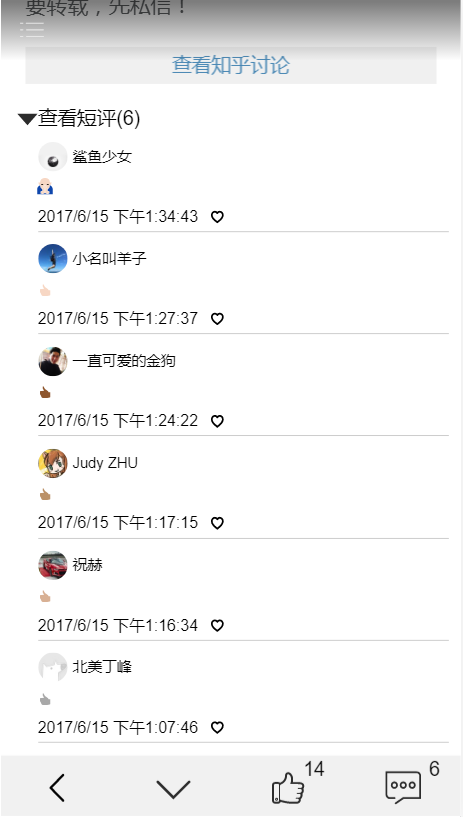 要转载，先私信！
查看知乎讨论
查看短评(6)
鲨鱼少女
2017/6/15 下午1:34:43
小名叫羊子
2017/6/15 下午1:27:37
一直可爱的金狗
2017/6/15 下午1:24:22
Judy ZHU
2017/6/15 下午1:17:15
祝赫
2017/6/15 下午1:16:34
北美丁峰
2017/6/15 下午1:07:46
14
6